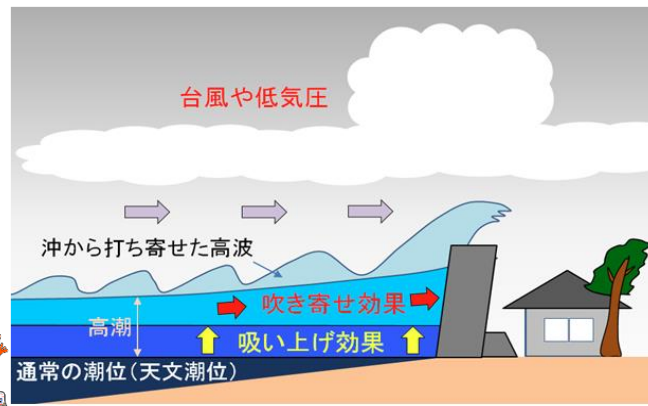 台風や低気圧
沖から打ち寄せた高波
吹き寄せ効果
高潮
吸い上げ効果
通常の潮位(天文潮位)